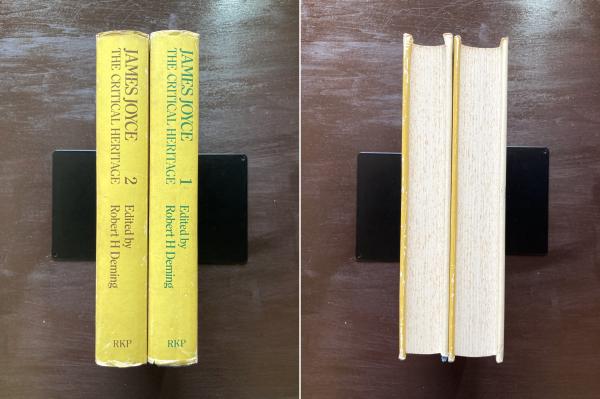 JAMES JOYCE
THE CRITICAL HERITAGE
2
Edited by
Robert H Deming
RKP
JAMES JOYCE
THE CRITICAL HERITAGE
1
Edited by
Robert H Deming
RKP